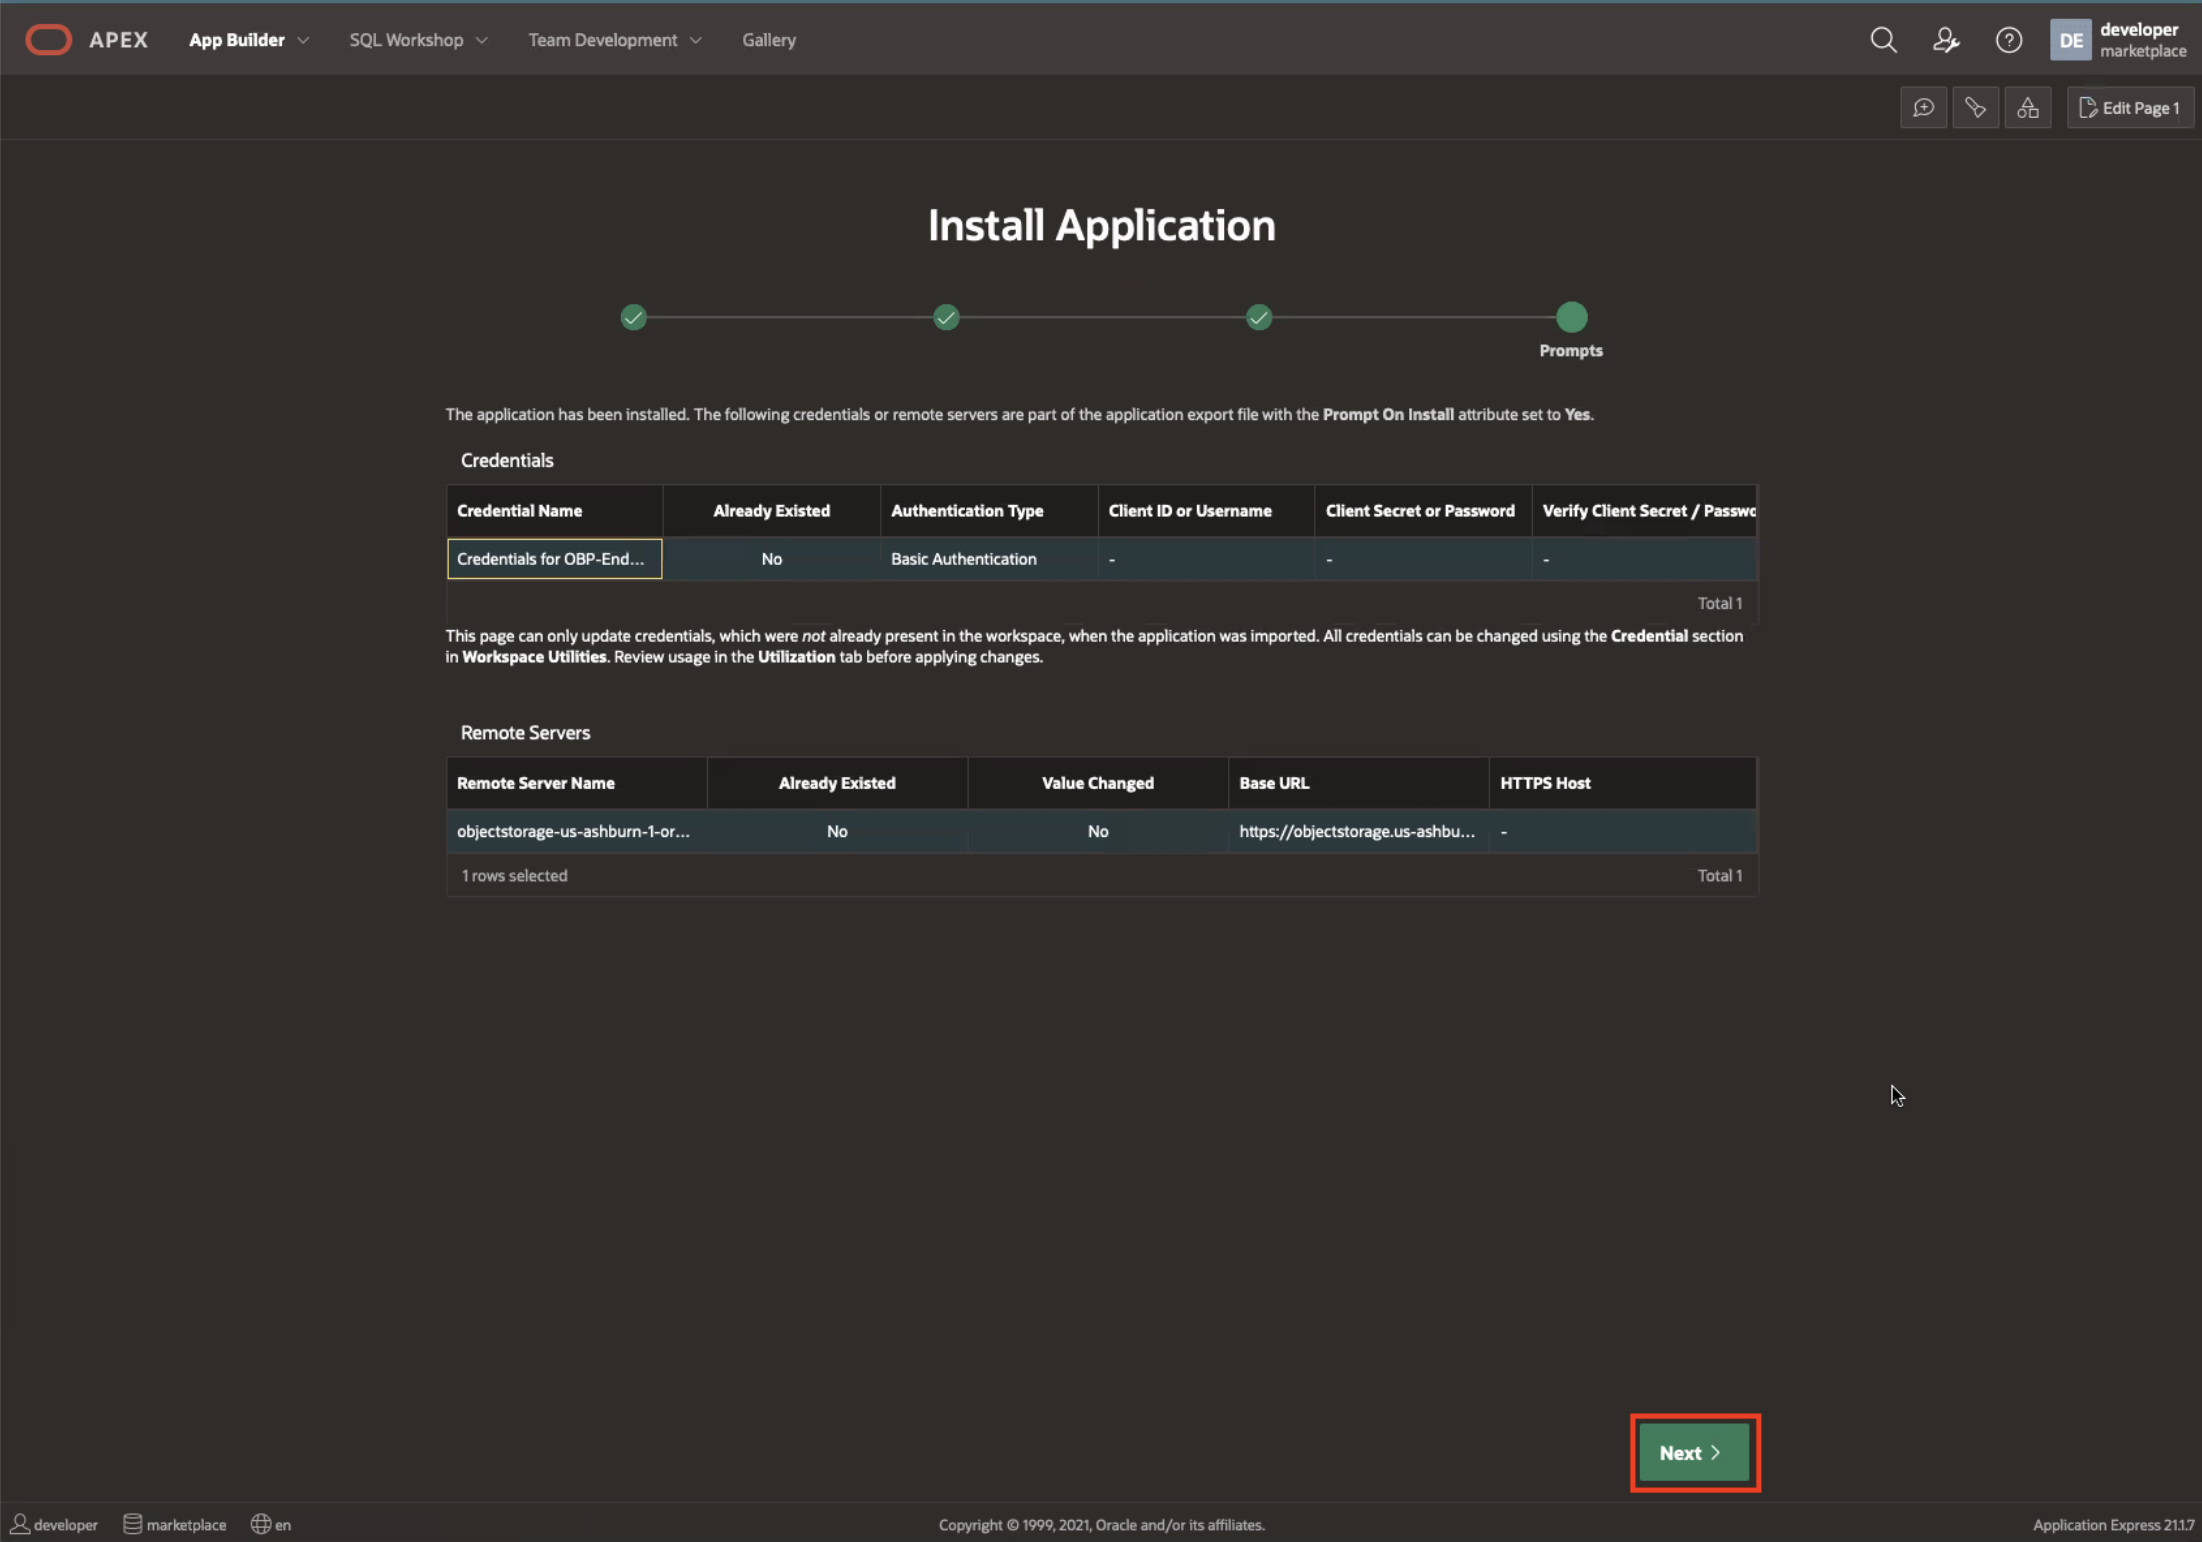 APEX App Builder SQL Workshop Team Development Gallery DE developer
marketplace
Edit Page 1
Install Application
Prompts
The application has been installed. The following credentials or remote servers are part of the application export file with the Prompt On Install attribute set to Yes.
Credentials
Credential Name Already Existed Authentication Type Client ID or Username Client Secret or Password Verify Client Secret / Passwo
Credentials for OBP-End... No Basic Authentication - - -
Total 1
This page can only update credentials, which were not already present in the workspace, when the application was imported. All credentials can be changed using the Credential section
in Workspace Utilities. Review usage in the Utilization tab before applying changes.
Remote Servers
Remote Server Name Already Existed Value Changed Base URL HTTPS Host
objectstorage-us-ashburn-1-or... No No https://objectstorage.us-ashbu... -
1 rows selected Total 1
Next
developer marketplace en Copyright © 1999, 2021, Oracle and/or its affiliates. Application Express 21.1.7